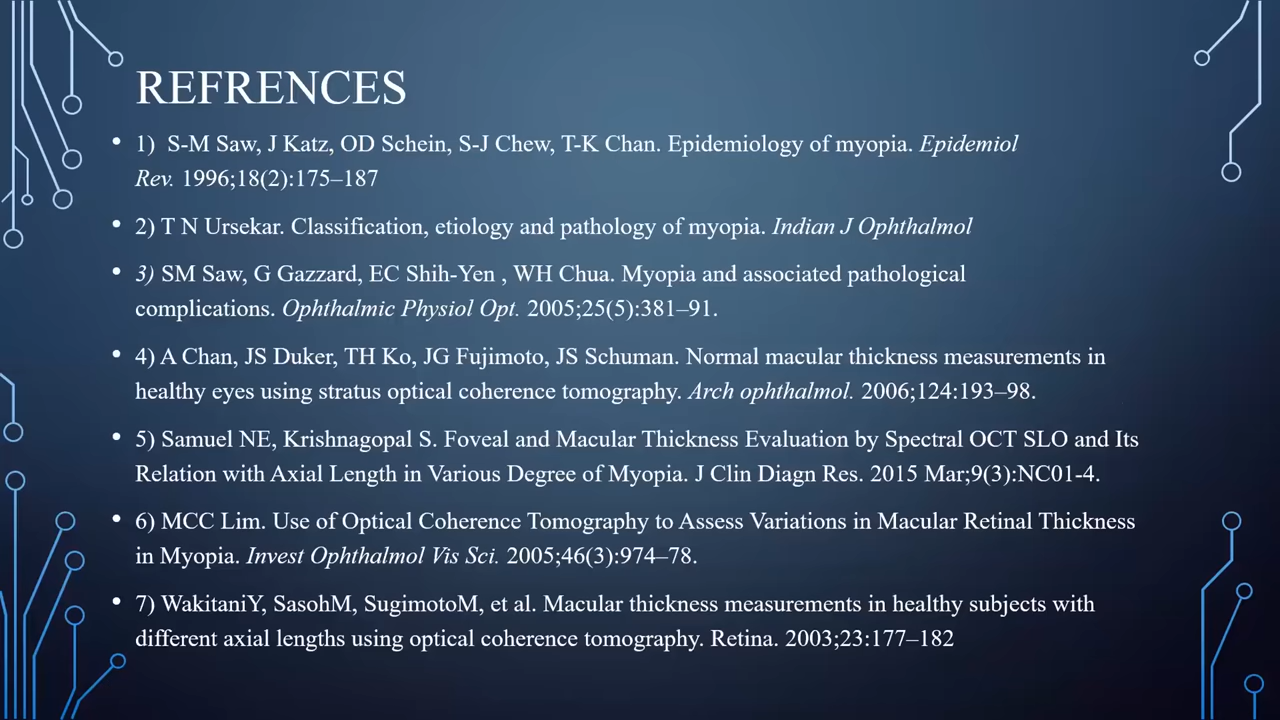 REFRENCES
• 1)  S-M Saw, J Katz, OD Schein, S-J Chew, T-K Chan. Epidemiology of myopia. Epidemiol
Rev. 1996;18(2):175–187
• 2) T N Ursekar. Classification, etiology and pathology of myopia. Indian J Ophthalmol
• 3) SM Saw, G Gazzard, EC Shih-Yen , WH Chua. Myopia and associated pathological
complications. Ophthalmic Physiol Opt. 2005;25(5):381–91.
• 4) A Chan, JS Duker, TH Ko, JG Fujimoto, JS Schuman. Normal macular thickness measurements in
healthy eyes using stratus optical coherence tomography. Arch ophthalmol. 2006;124:193–98.
• 5) Samuel NE, Krishnagopal S. Foveal and Macular Thickness Evaluation by Spectral OCT SLO and Its
Relation with Axial Length in Various Degree of Myopia. J Clin Diagn Res. 2015 Mar;9(3):NC01-4.
• 6) MCC Lim. Use of Optical Coherence Tomography to Assess Variations in Macular Retinal Thickness
in Myopia. Invest Ophthalmol Vis Sci. 2005;46(3):974–78.
• 7) WakitaniY, SasohM, SugimotoM, et al. Macular thickness measurements in healthy subjects with
different axial lengths using optical coherence tomography. Retina. 2003;23:177–182